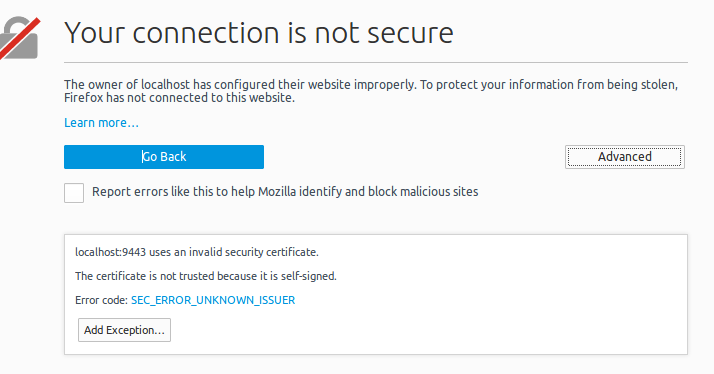 Your connection is not secure
The owner of localhost has configured their website improperly. To protect your information from being stolen,
Firefox has not connected to this website.
Learn more…
Go Back
Advanced
Report errors like this to help Mozilla identify and block malicious sites
localhost:9443 uses an invalid security certificate.
The certificate is not trusted because it is self-signed.
Error code: SEC_ERROR_UNKNOWN_ISSUER
Add Exception…